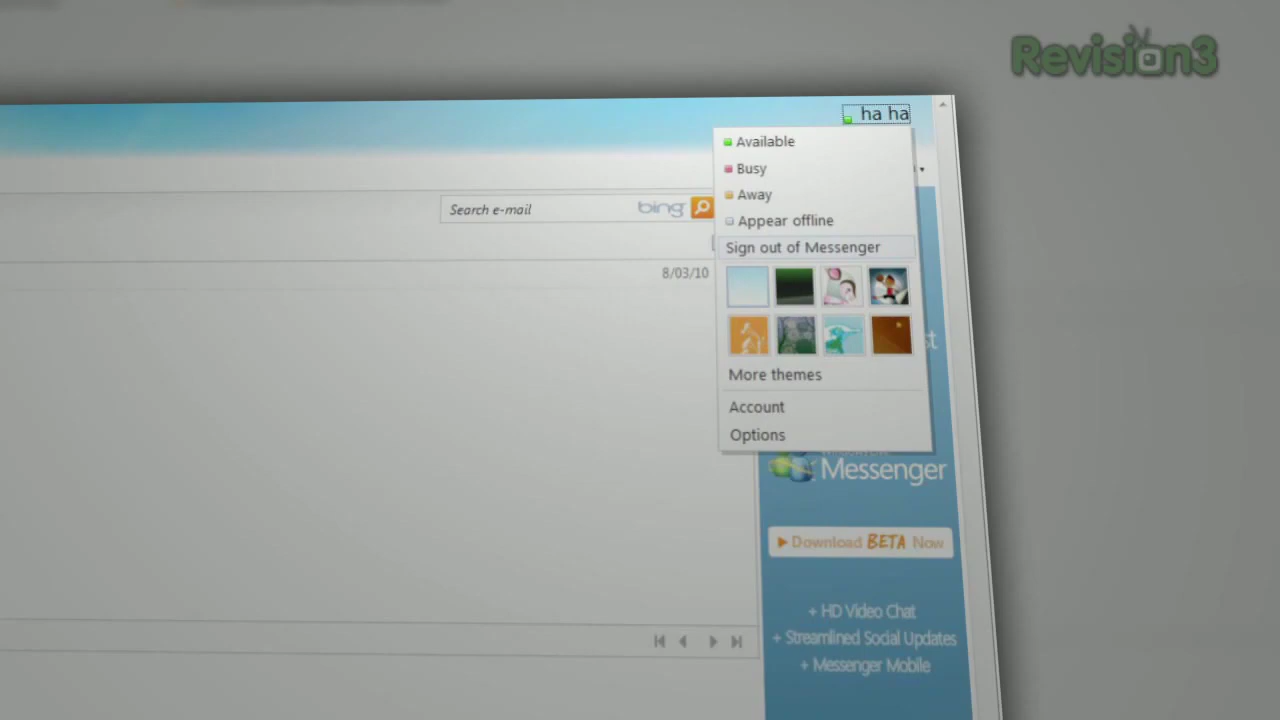 Revision3
ha ha
Available
Busy
Search e-mail
bing
Away
Appear offline
Sign out of Messenger
8/03/10
More themes
Account
Options
Messenger
Download BETA Now
+ HD Video Chat
+ Streamlined Social Updates
+ Messenger Mobile